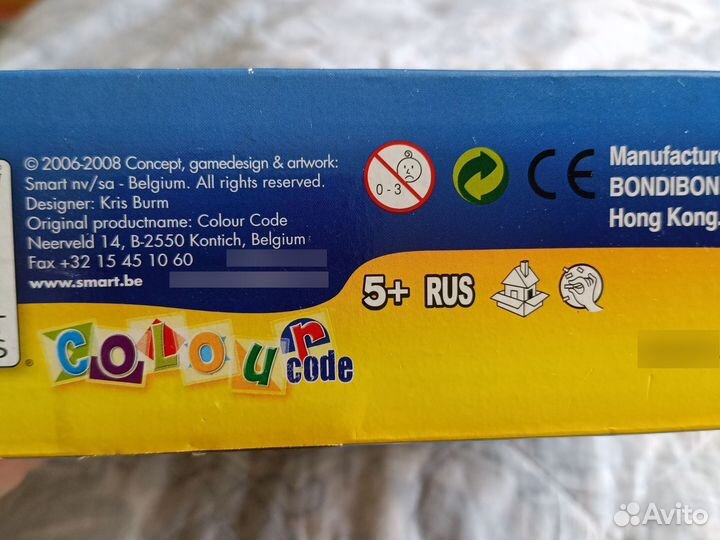 © 2006-2008 Concept, gamedesign & artwork:
Smart nv/sa - Belgium. All rights reserved.
Designer: Kris Burm
Original productname: Colour Code
Neerveld 14, B-2550 Kontich, Belgium
Fax +32 15 45 10 60
www.smart.be
0-3
CE
Manufacture
BONDIBON
Hong Kong.
5+ RUS
S
®
COLOUr
code
Avito